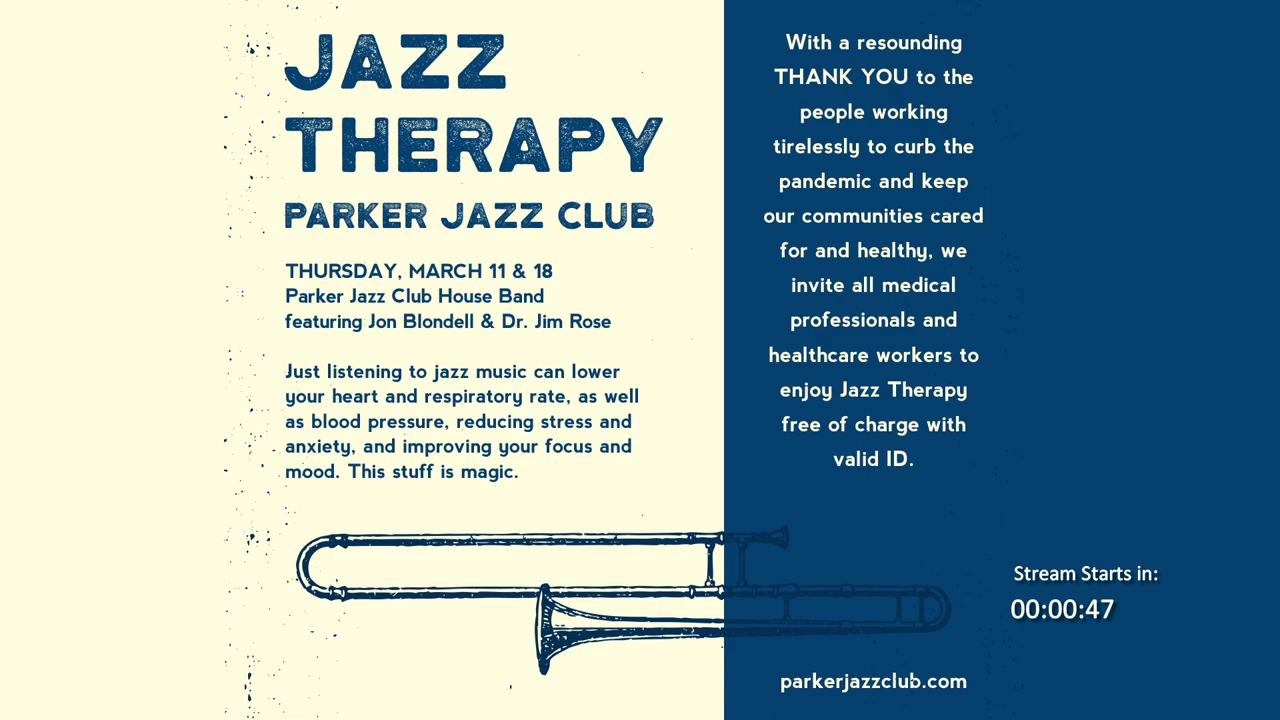 JAZZ
THERAPY
PARKER JAZZ CLUB
THURSDAY, MARCH 11 & 18
Parker Jazz Club House Band
featuring Jon Blondell & Dr. Jim Rose
Just listening to jazz music can lower
your heart and respiratory rate, as well
as blood pressure, reducing stress and
anxiety, and improving your focus and
mood. This stuff is magic.
With a resounding
THANK YOU to the
people working
tirelessly to curb the
pandemic and keep
our communities cared
for and healthy, we
invite all medical
professionals and
healthcare workers to
enjoy Jazz Therapy
free of charge with
valid ID.
Stream Starts in:
00:00:47
parkerjazzclub.com